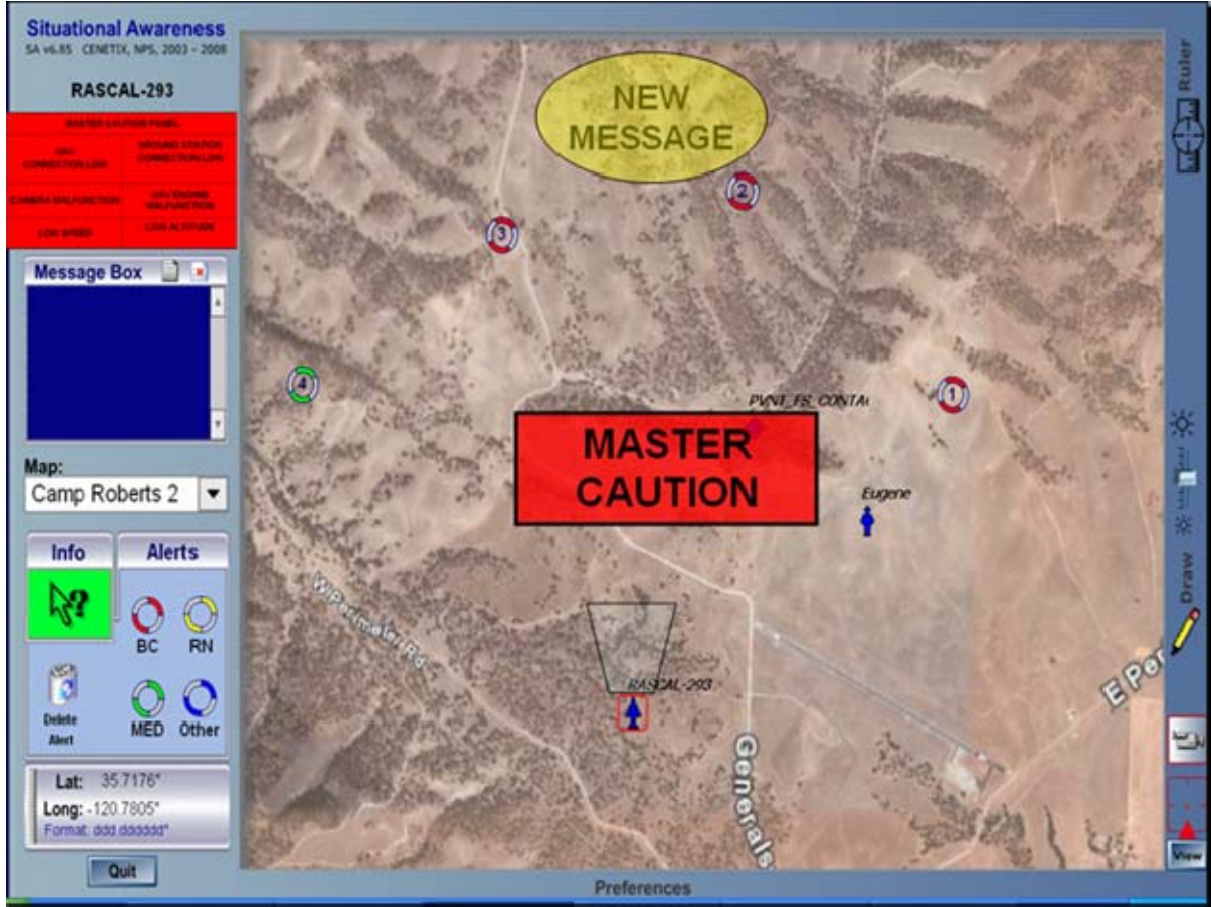 Situational Awareness
SA v6.85 CENETIX, NPS, 2003 - 2008
RASCAL-293
MASTER CAUTION PANEL
UAV
CONNECTION LOW
GROUND STATION
CONNECTION LOW
CAMERA MALFUNCTION
UAV ENGINE
MALFUNCTION
LOW SPEED
LOW ALTITUDE
Message Box
Map:
Camp Roberts 2
Info
Alerts
?
BC
RN
Delete
Alert
MED
Other
Lat: 35.7176°
Long: -120.7805°
Format: ddd.dddddd°
Quit
NEW
MESSAGE
2
3
4
1
PVNT_FB_CONTA
MASTER
CAUTION
Eugene
W Perimeter Rd
RASCAL-293
Generals
E Per
Preferences
Ruler
Draw
View